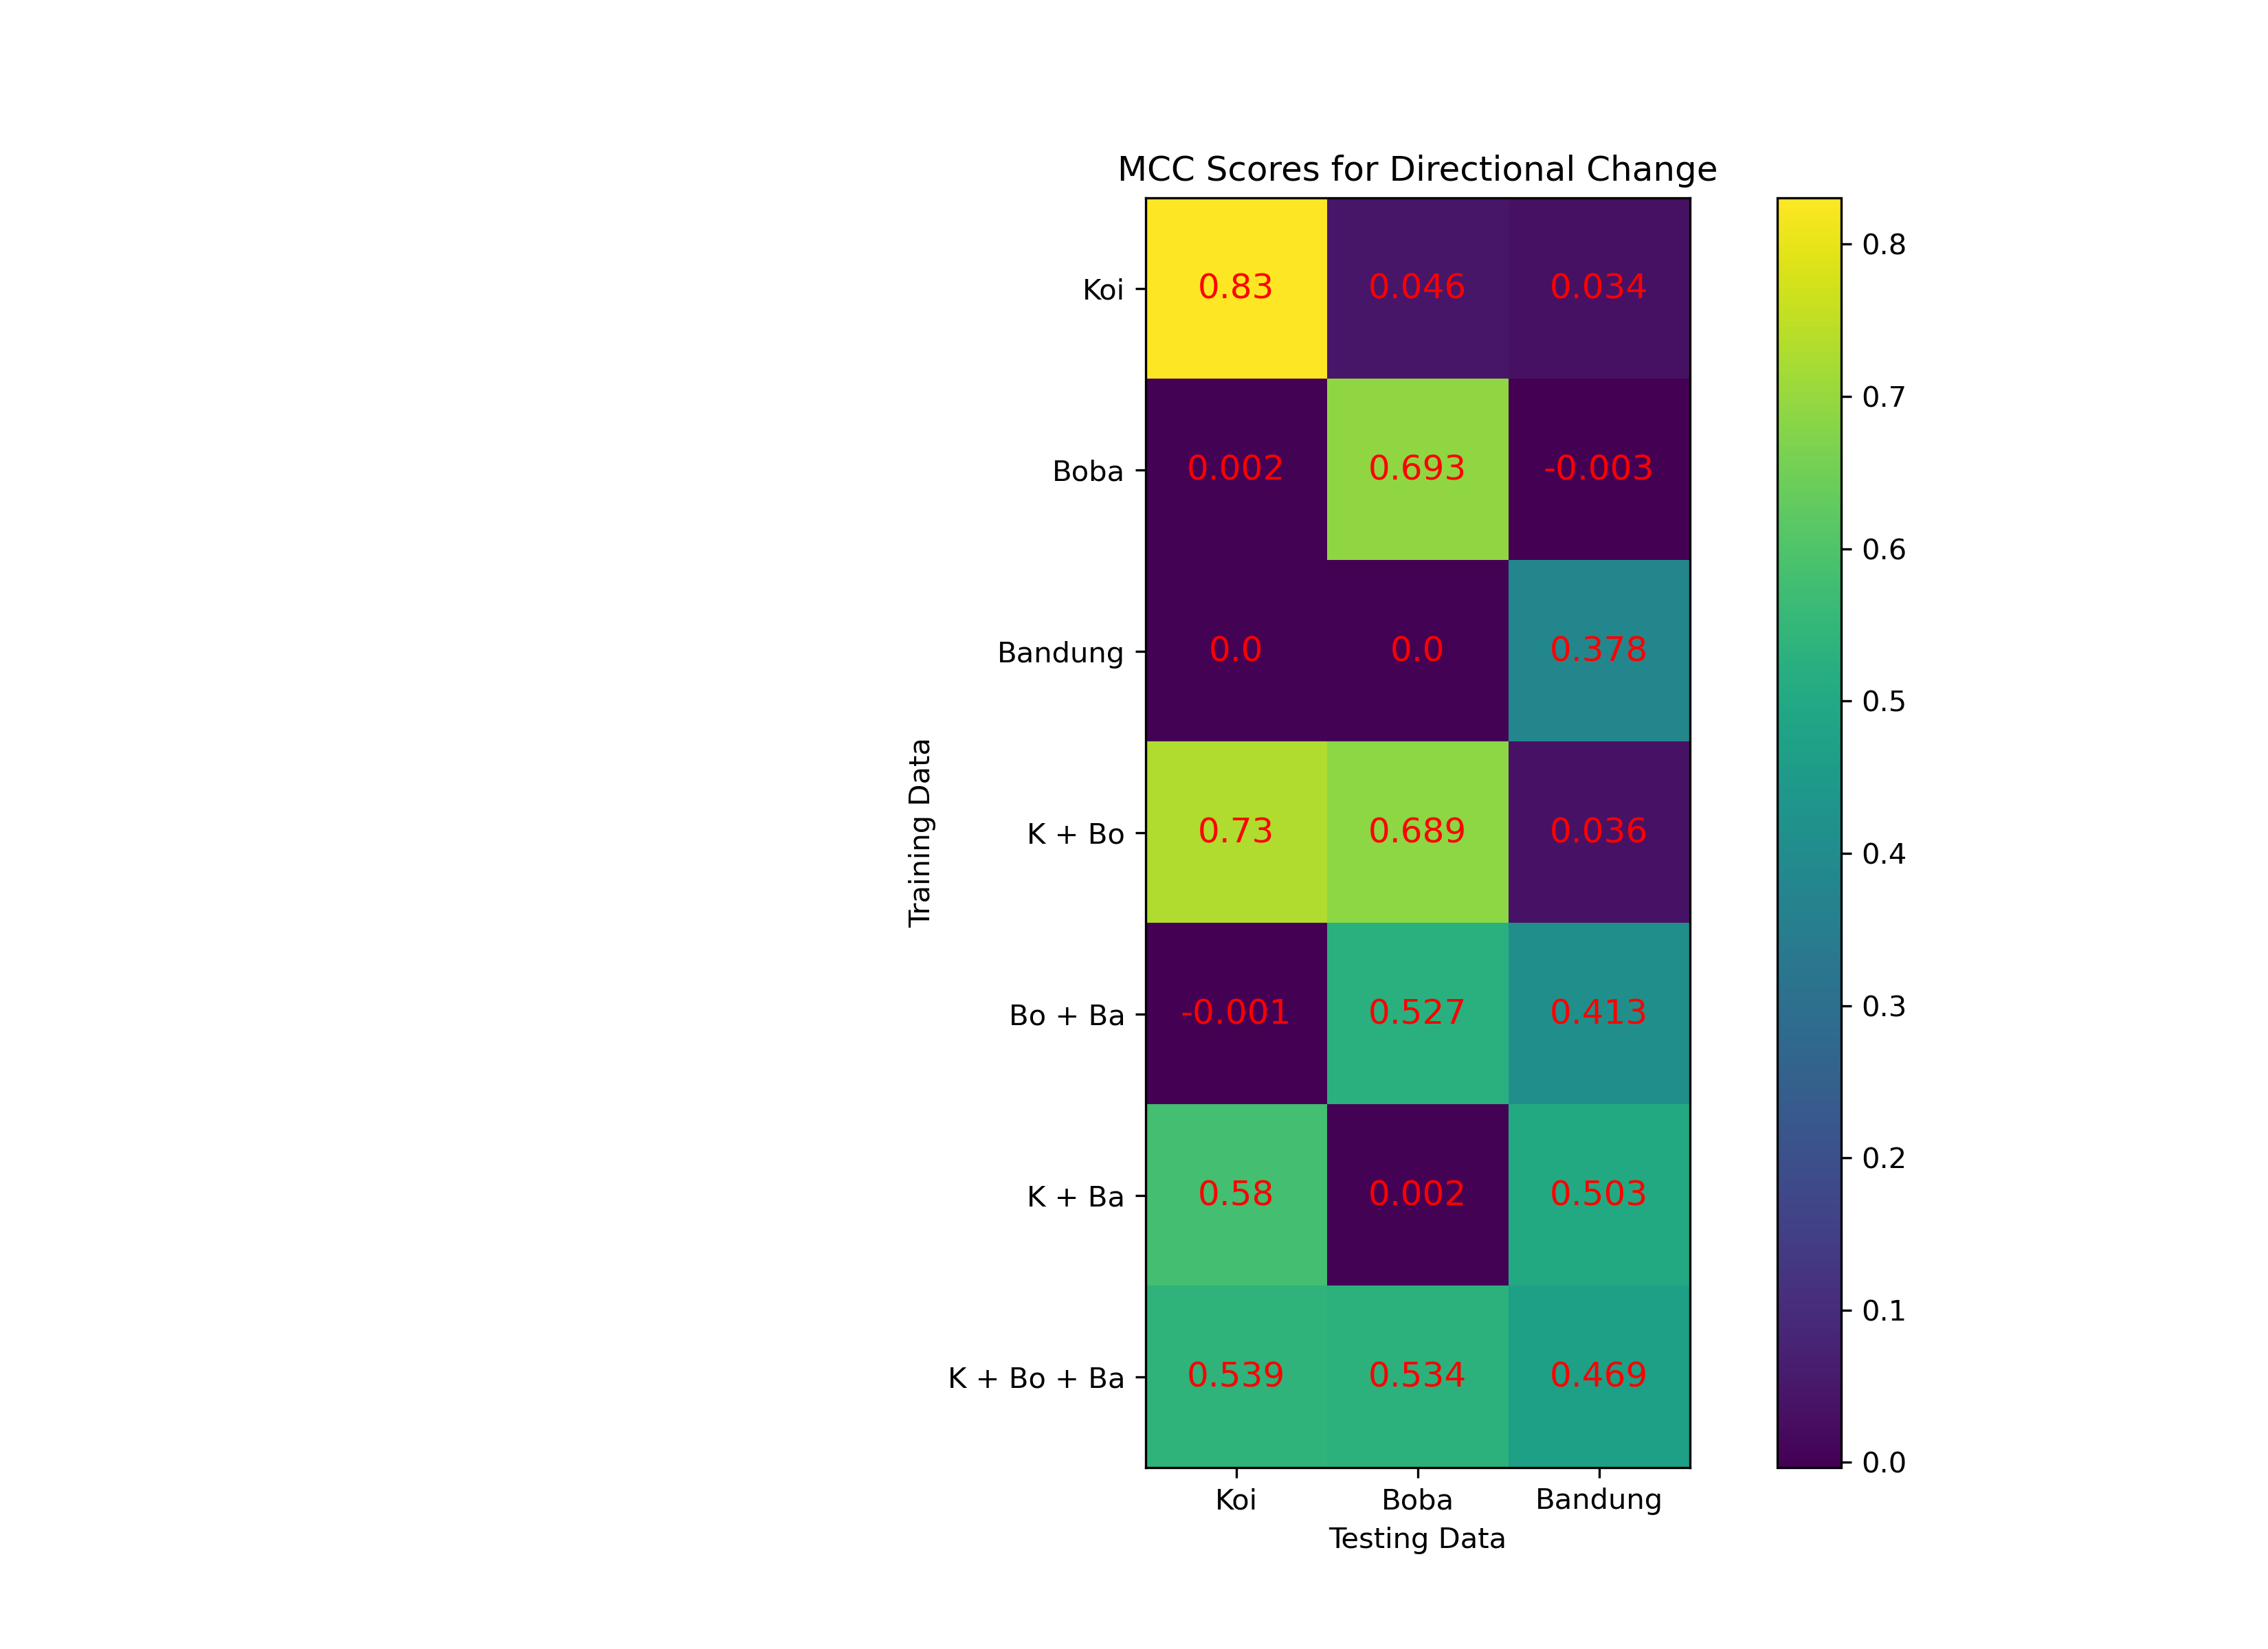 MCC Scores for Directional Change
Koi 0.83 0.046 0.034
Boba 0.002 0.693 -0.003
Bandung 0.0 0.0 0.378
K + Bo 0.73 0.689 0.036
Bo + Ba -0.001 0.527 0.413
K + Ba 0.58 0.002 0.503
K + Bo + Ba 0.539 0.534 0.469
Training Data
Koi Boba Bandung
Testing Data
0.8
0.7
0.6
0.5
0.4
0.3
0.2
0.1
0.0